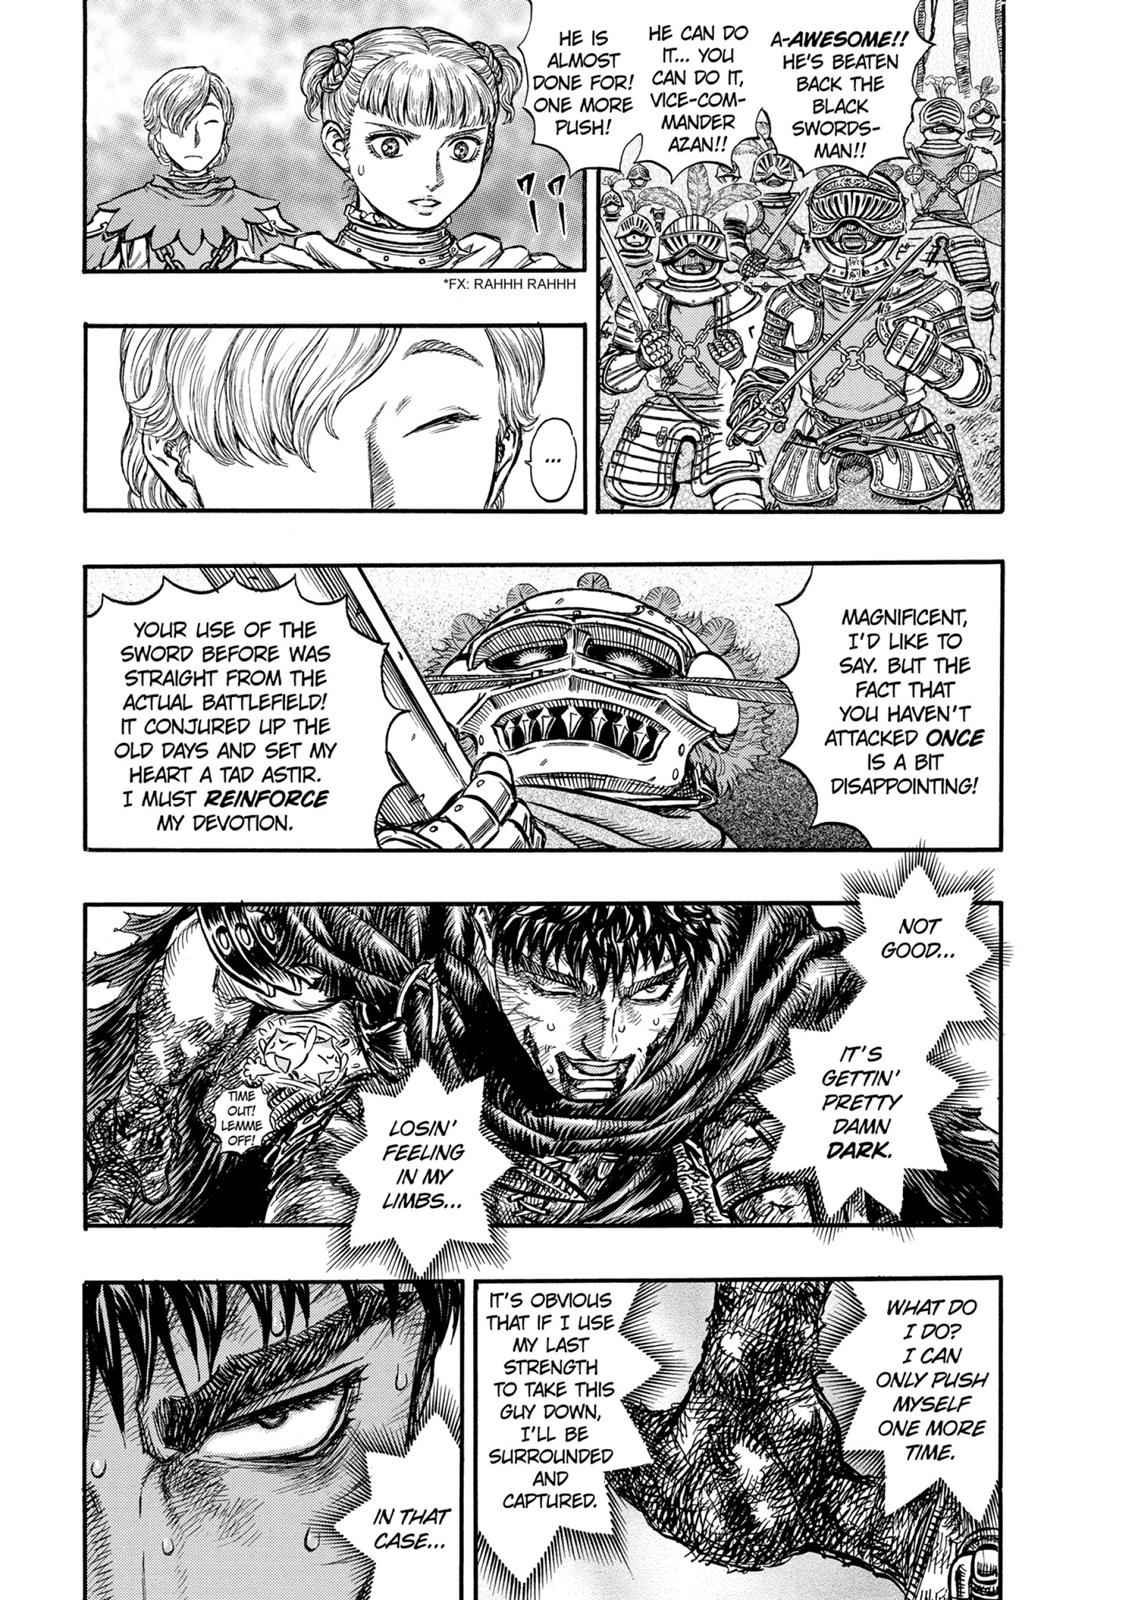 A-AWESOME!!
HE'S BEATEN
BACK THE
BLACK
SWORDS-
MAN!!
HE CAN DO
IT... YOU
CAN DO IT,
VICE-COM-
MANDER
AZAN!!
HE IS
ALMOST
DONE FOR!
ONE MORE
PUSH!
*FX: RAHHH RAHHH
...
MAGNIFICENT,
I'D LIKE TO
SAY. BUT THE
FACT THAT
YOU HAVEN'T
ATTACKED ONCE
IS A BIT
DISAPPOINTING!
YOUR USE OF THE
SWORD BEFORE WAS
STRAIGHT FROM THE
ACTUAL BATTLEFIELD!
IT CONJURED UP THE
OLD DAYS AND SET MY
HEART A TAD ASTIR.
I MUST REINFORCE
MY DEVOTION.
NOT
GOOD...
IT'S
GETTIN'
PRETTY
DAMN
DARK.
LOSIN'
FEELING
IN MY
LIMBS...
TIME
OUT!
LEMME
OFF!
WHAT DO
I DO?
I CAN
ONLY PUSH
MYSELF
ONE MORE
TIME.
IT'S OBVIOUS
THAT IF I USE
MY LAST
STRENGTH
TO TAKE THIS
GUY DOWN,
I'LL BE
SURROUNDED
AND
CAPTURED.
IN THAT
CASE...